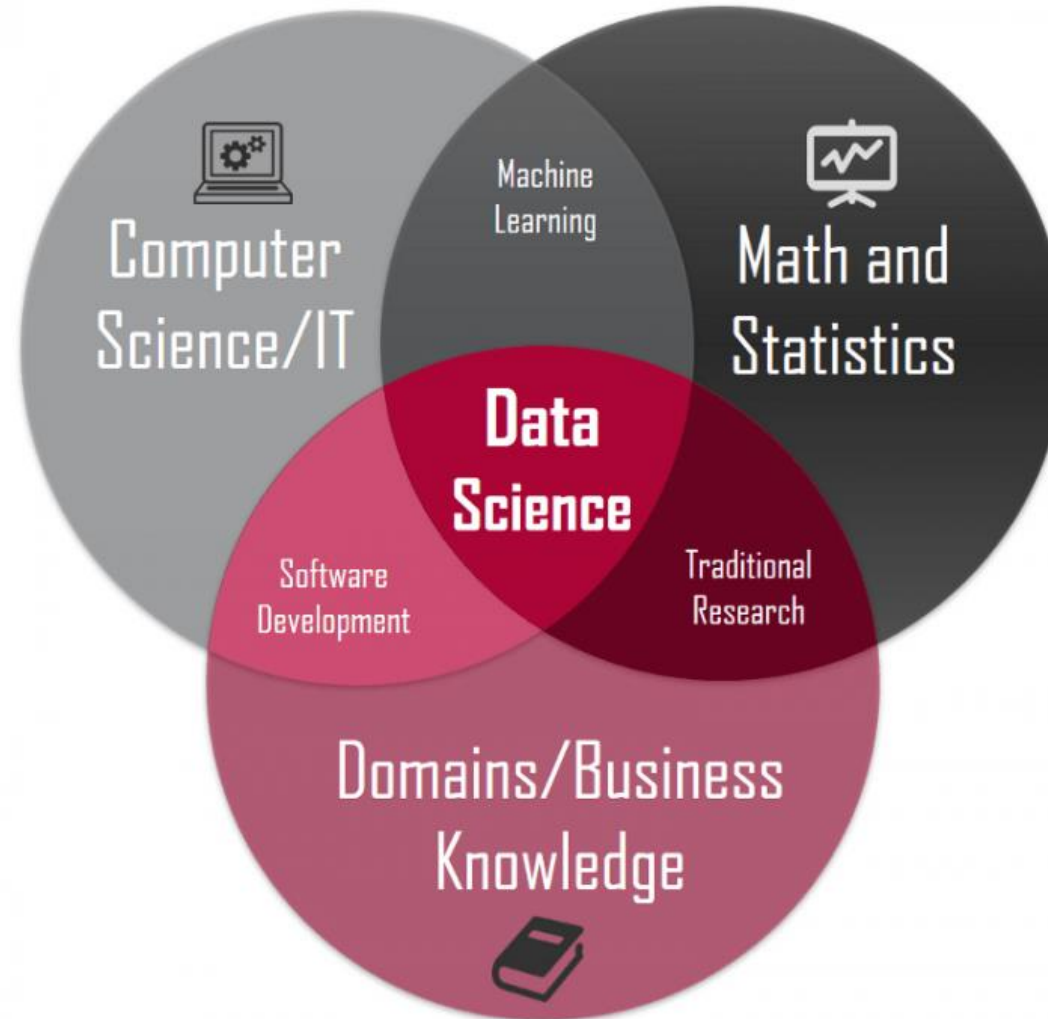 Machine
Learning
Computer
Science/IT
Math and
Statistics
Data
Science
Software
Development
Traditional
Research
Domains/Business
Knowledge